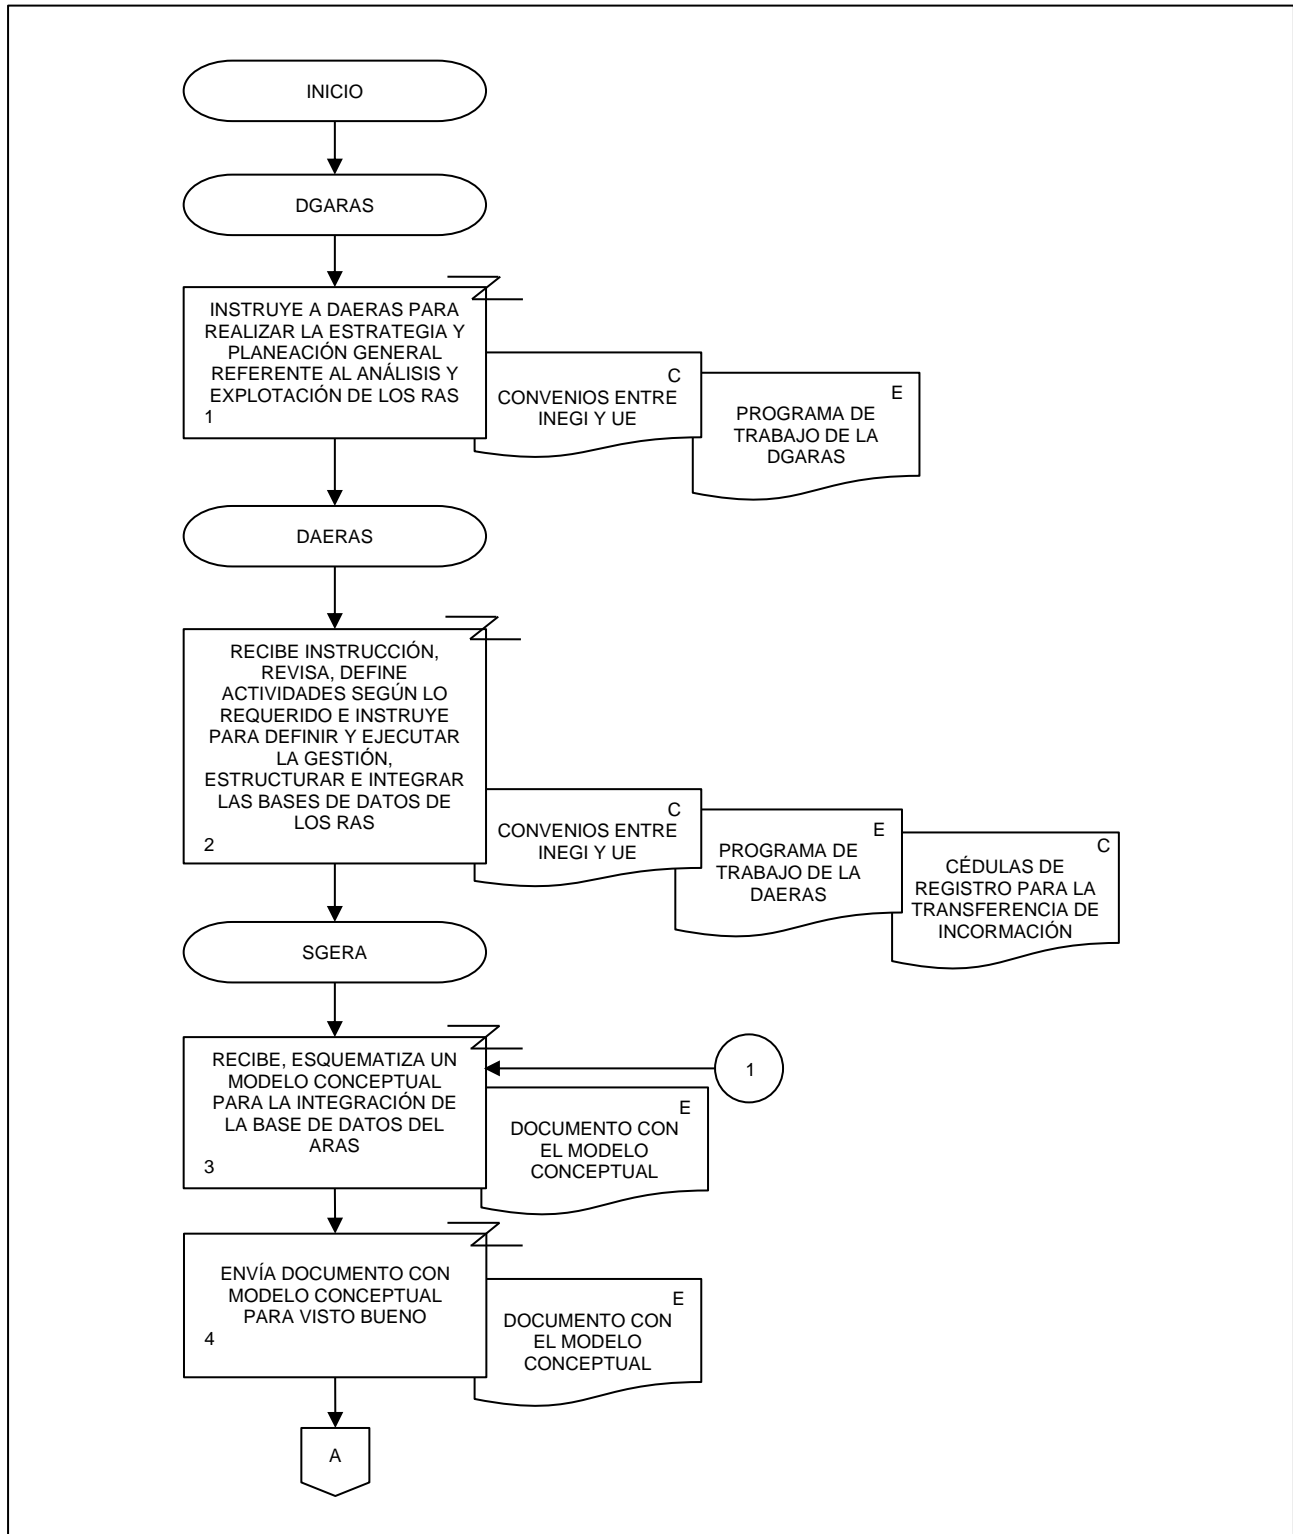 INICIO
DGARAS
INSTRUYE A DAERAS PARA
REALIZAR LA ESTRATEGIA Y
PLANEACIÓN GENERAL
REFERENTE AL ANÁLISIS Y
EXPLOTACIÓN DE LOS RAS
1
C
CONVENIOS ENTRE
INEGI Y UE
E
PROGRAMA DE
TRABAJO DE LA
DGARAS
DAERAS
RECIBE INSTRUCCIÓN,
REVISA, DEFINE
ACTIVIDADES SEGÚN LO
REQUERIDO E INSTRUYE
PARA DEFINIR Y EJECUTAR
LA GESTIÓN,
ESTRUCTURAR E INTEGRAR
LAS BASES DE DATOS DE
LOS RAS
2
C
CONVENIOS ENTRE
INEGI Y UE
E
PROGRAMA DE
TRABAJO DE LA
DAERAS
C
CÉDULAS DE
REGISTRO PARA LA
TRANSFERENCIA DE
INCORMACIÓN
SGERA
RECIBE, ESQUEMATIZA UN
MODELO CONCEPTUAL
PARA LA INTEGRACIÓN DE
LA BASE DE DATOS DEL
ARAS
3
1
E
DOCUMENTO CON
EL MODELO
CONCEPTUAL
ENVÍA DOCUMENTO CON
MODELO CONCEPTUAL
PARA VISTO BUENO
4
E
DOCUMENTO CON
EL MODELO
CONCEPTUAL
A